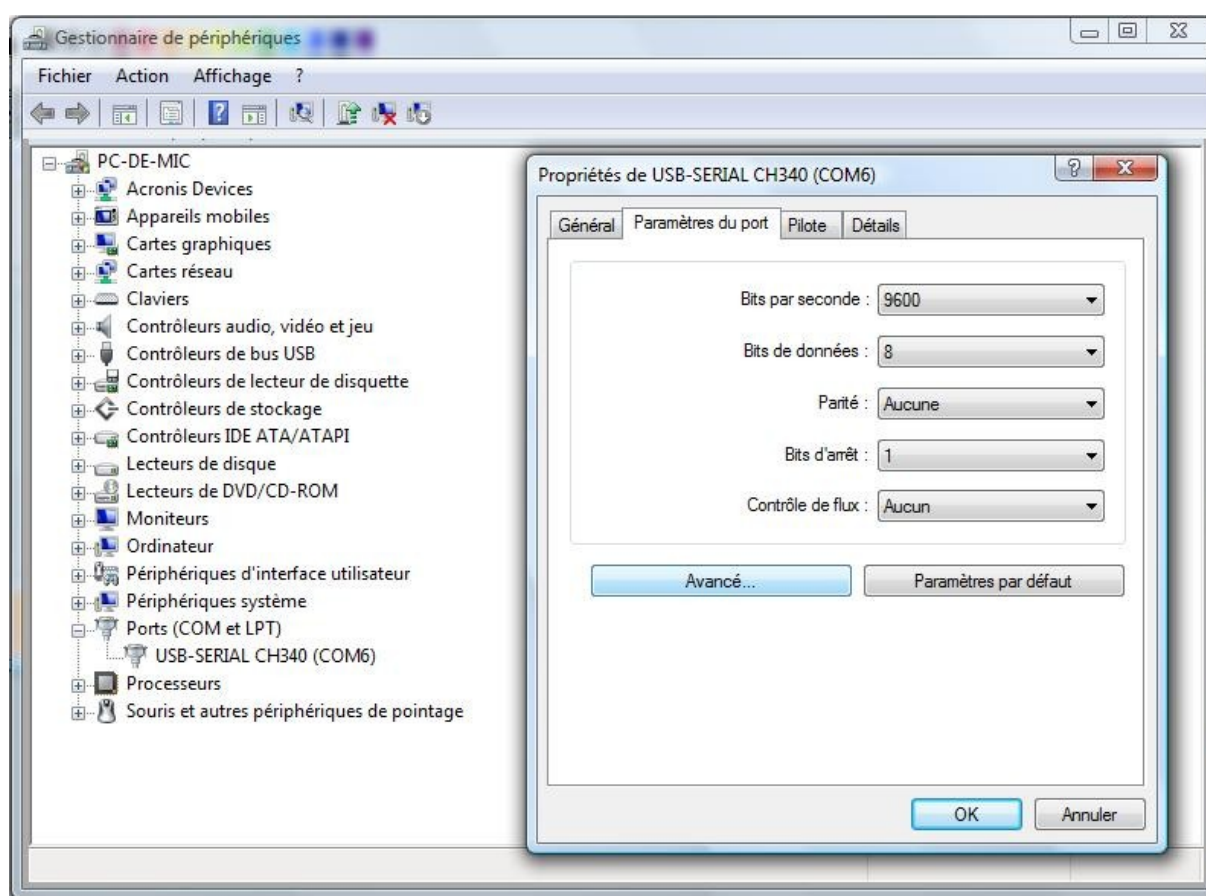 Gestionnaire de périphériques
Fichier Action Affichage ?
PC-DE-MIC
Acronis Devices
Appareils mobiles
Cartes graphiques
Cartes réseau
Claviers
Contrôleurs audio, vidéo et jeu
Contrôleurs de bus USB
Contrôleurs de lecteur de disquette
Contrôleurs de stockage
Contrôleurs IDE ATA/ATAPI
Lecteurs de disque
Lecteurs de DVD/CD-ROM
Moniteurs
Ordinateur
Périphériques d'interface utilisateur
Périphériques système
Ports (COM et LPT)
USB-SERIAL CH340 (COM6)
Processeurs
Souris et autres périphériques de pointage
Propriétés de USB-SERIAL CH340 (COM6)
Général Paramètres du port Pilote Détails
Bits par seconde : 9600
Bits de données : 8
Parité : Aucune
Bits d'arrêt : 1
Contrôle de flux : Aucun
Avancé... Paramètres par défaut
OK Annuler